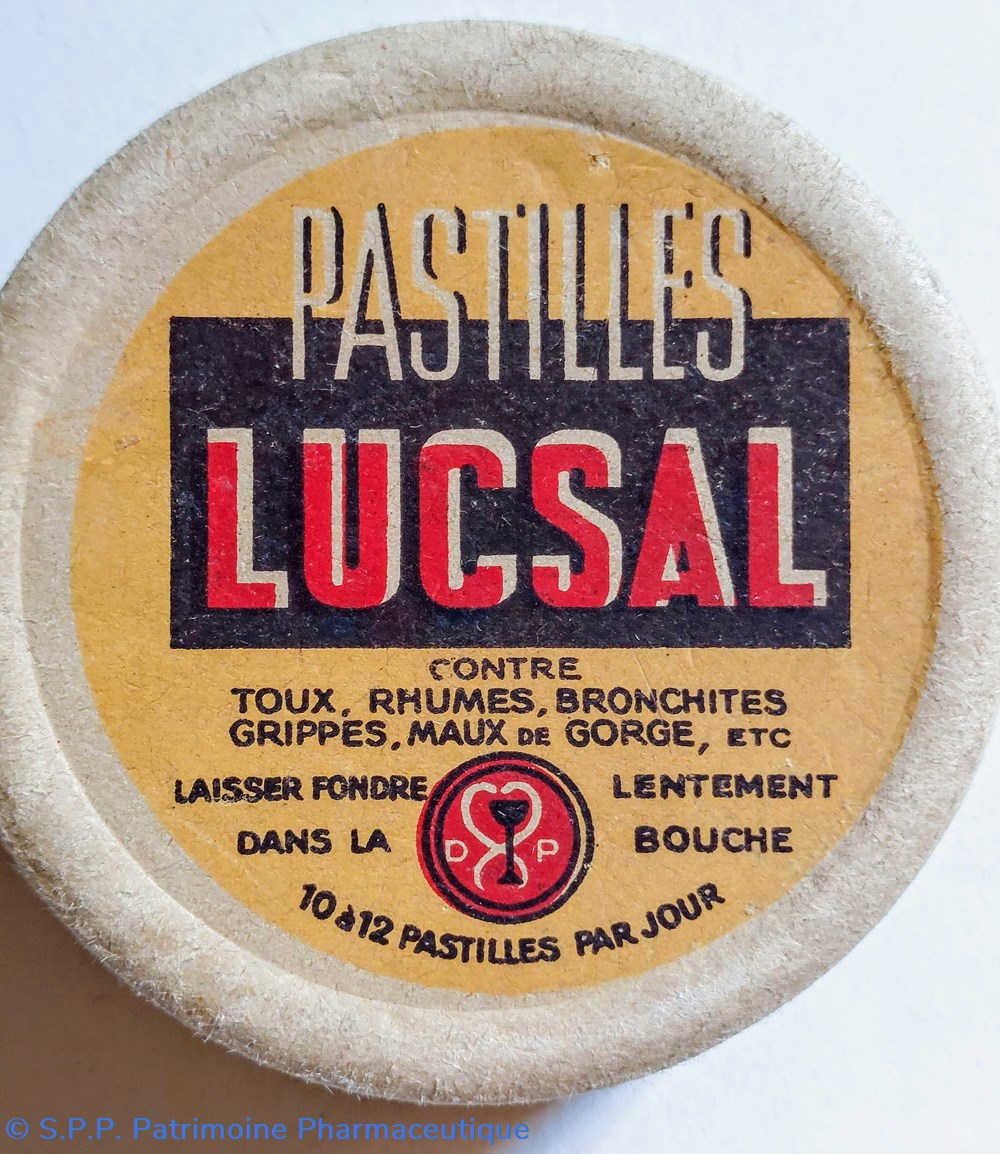 PASTILLES
LUCSAL
CONTRE
TOUX, RHUMES, BRONCHITES
GRIPPES, MAUX DE GORGE, ETC
LAISSER FONDRE LENTEMENT
DANS LA BOUCHE
D P
10 à 12 PASTILLES PAR JOUR
© S.P.P. Patrimoine Pharmaceutique